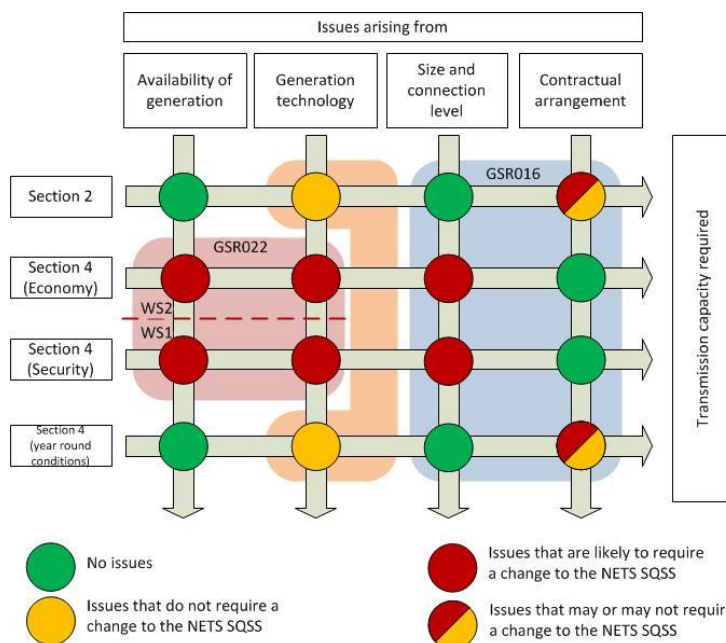 Issues arising from
Availability of
generation
Generation
technology
Size and
connection
level
Contractual
arrangement
GSR016
Section 2
GSR022
Section 4
(Economy)
WS2
WS1
Section 4
(Security)
Section 4
(year round
conditions)
Transmission capacity required
No issues
Issues that do not require a
change to the NETS SQSS
Issues that are likely to require
a change to the NETS SQSS
Issues that may or may not requir
a change to the NETS SQSS